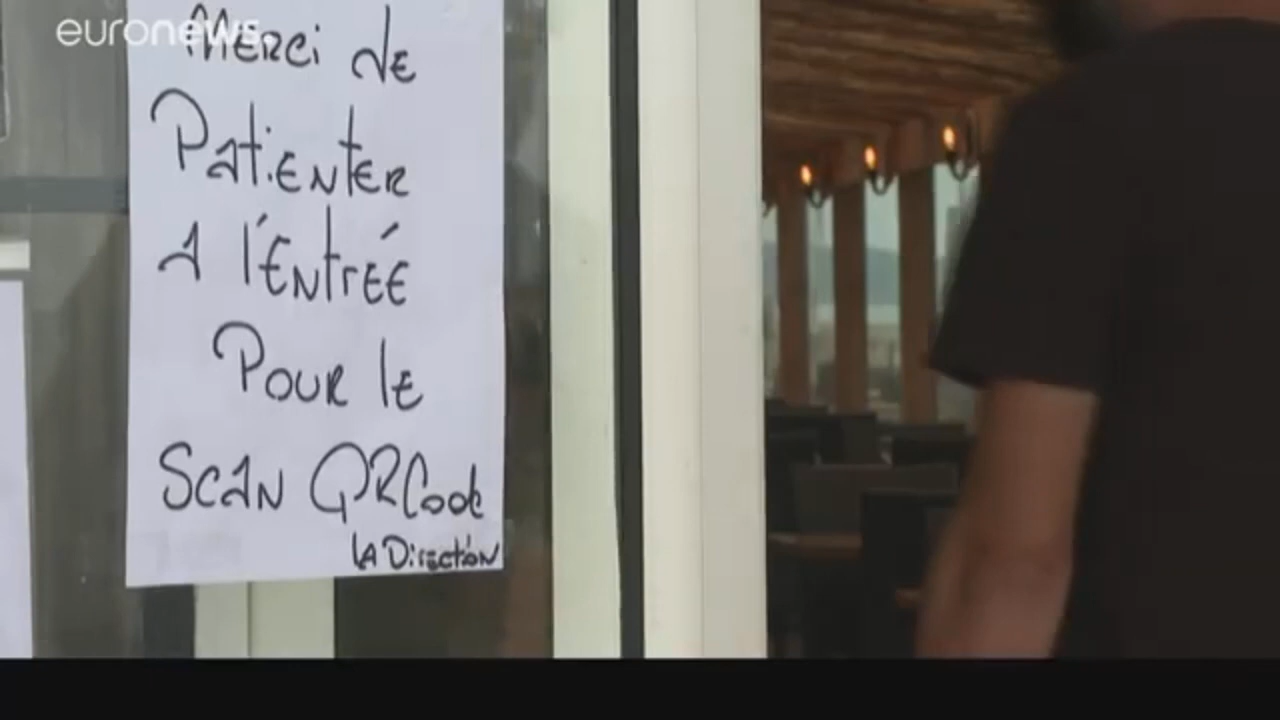 euronews.
Merci de
Patienter
A l'Entrée
Pour le
Scan QRCode
LA Direction